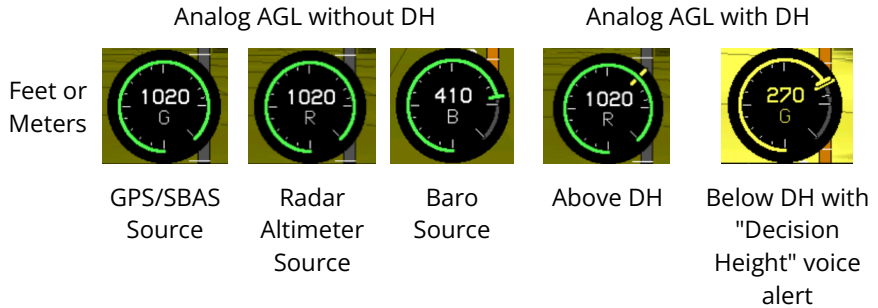 Analog AGL without DH
Analog AGL with DH
Feet or
Meters
1020
G
1020
R
410
B
1020
R
270
G
GPS/SBAS
Source
Radar
Altimeter
Source
Baro
Source
Above DH
Below DH with
"Decision
Height" voice
alert